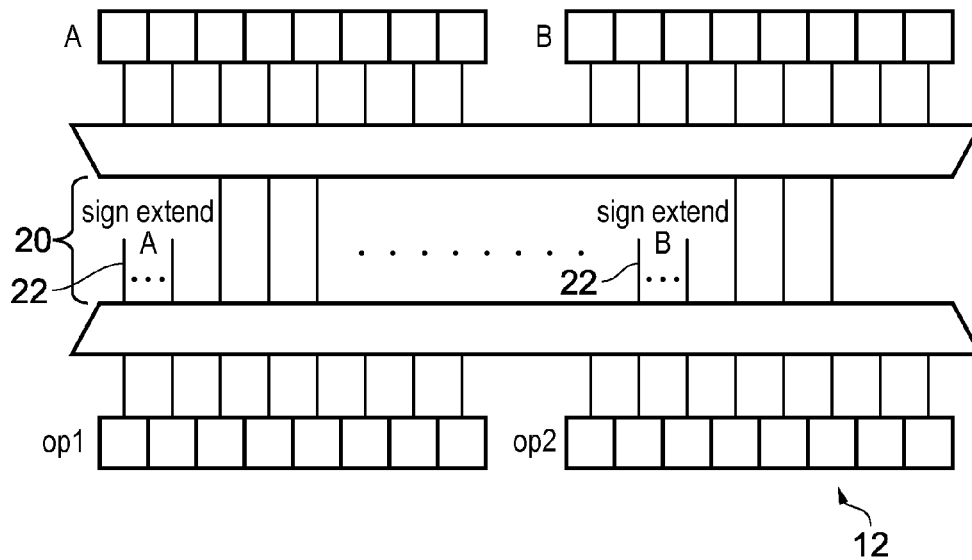 A B
sign extend sign extend
20 A . . . . . . . . B
22 ... 22 ...
op1 op2
12